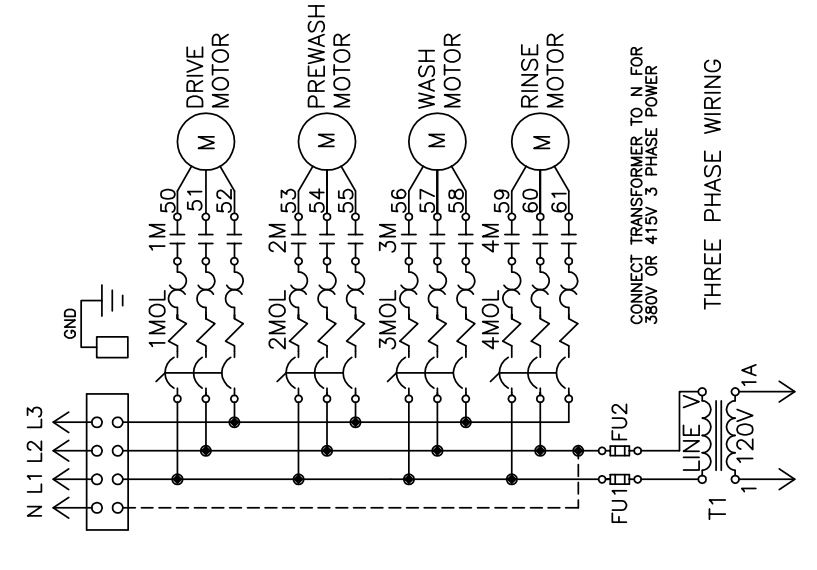 DRIVE
MOTOR
PREWASH
MOTOR
WASH
MOTOR
RINSE
MOTOR
M
M
M
M
50
51
52
53
54
55
56
57
58
59
60
61
1M
2M
3M
4M
1MOL
2MOL
3MOL
4MOL
GND
CONNECT TRANSFORMER TO N FOR
380V OR 415V 3 PHASE POWER
THREE PHASE WIRING
L3
L2
L1
N
FU2
FU1
LINE V
120V
1A
1
T1